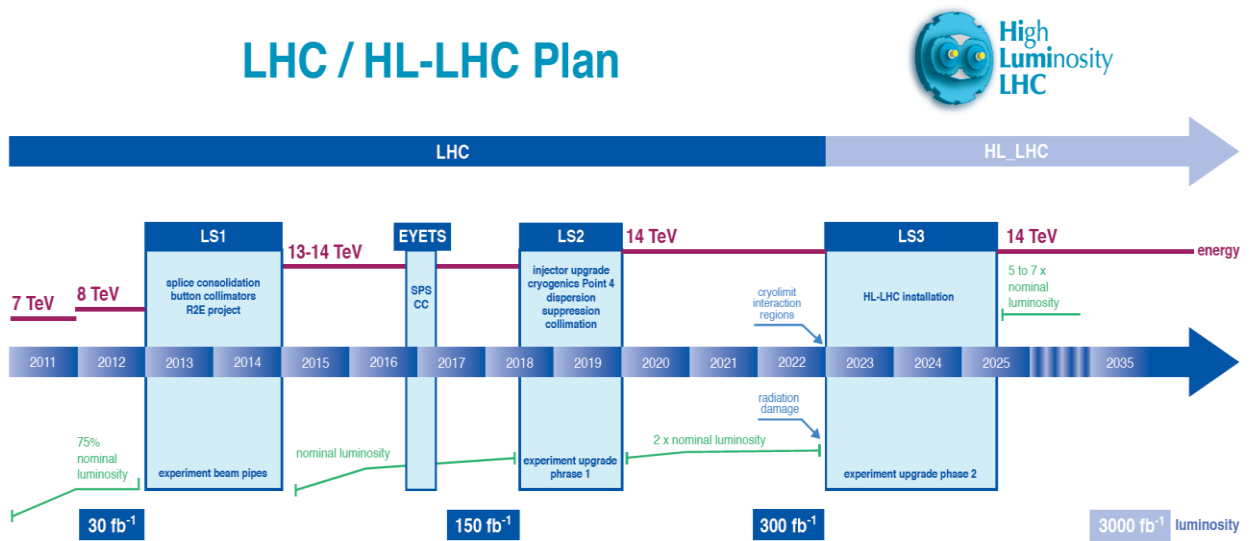 LHC / HL-LHC Plan
High
Luminosity
LHC
LHC
HL_LHC
LS1
EYETS
LS2
LS3
7 TeV
8 TeV
13-14 TeV
14 TeV
14 TeV
energy
splice consolidation
button collimators
R2E project
SPS
CC
injector upgrade
cryogenics Point 4
dispersion
suppression
collimation
cryolimit
interaction
regions
HL-LHC installation
5 to 7 x
nominal
luminosity
2011
2012
2013
2014
2015
2016
2017
2018
2019
2020
2021
2022
2023
2024
2025
2035
75%
nominal
luminosity
experiment beam pipes
nominal luminosity
experiment upgrade
phrase 1
2 x nominal luminosity
radiation
damage
experiment upgrade phase 2
30 fb⁻¹
150 fb⁻¹
300 fb⁻¹
3000 fb⁻¹
luminosity